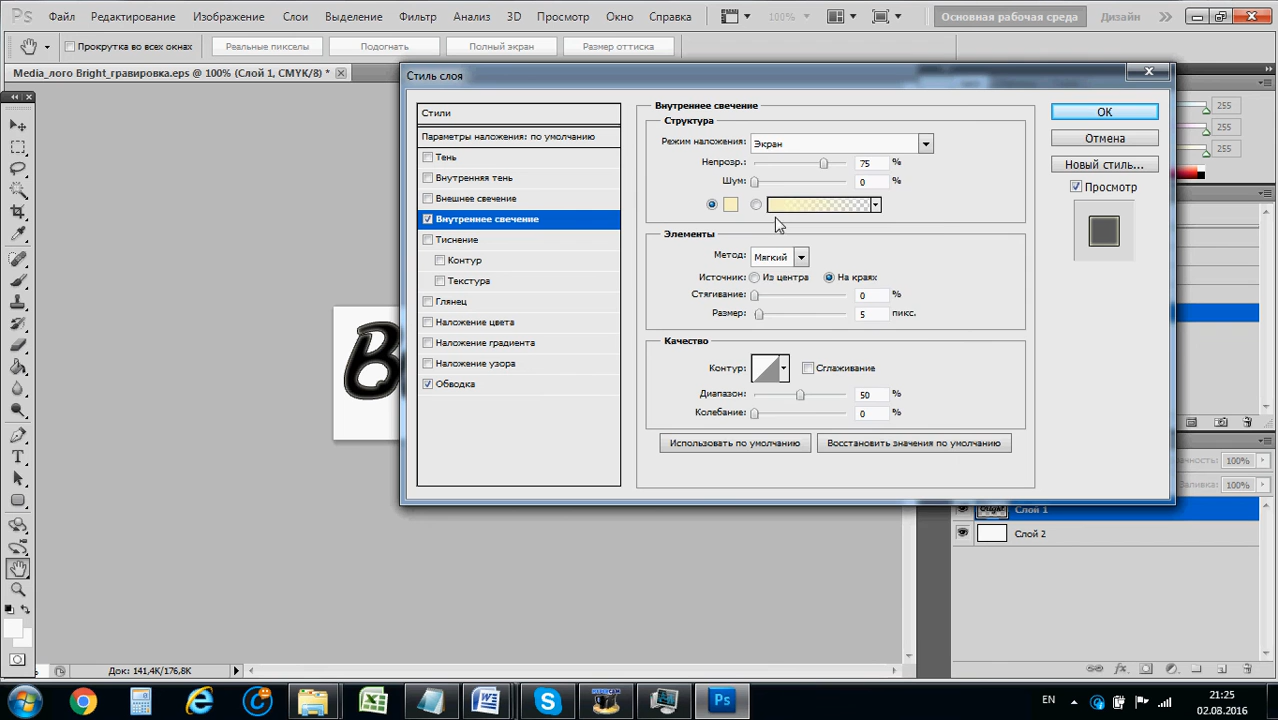 Ps Файл Редактирование Изображение Слои Выделение Фильтр Анализ 3D Просмотр Окно Справка 100% Основная рабочая среда Дизайн
Прокрутка во всех окнах Реальные пикселы Подогнать Полный экран Размер оттиска
Media_лого Bright_гравировка.eps @ 100% (Слой 1, CMYK/8) *
Стиль слоя
Стили
Параметры наложения: по умолчанию
Тень
Внутренняя тень
Внешнее свечение
Внутреннее свечение
Тиснение
Контур
Текстура
Глянец
Наложение цвета
Наложение градиента
Наложение узора
Обводка
Внутреннее свечение
Структура
Режим наложения: Экран
Непрозр.: 75 %
Шум: 0 %
Элементы
Метод: Мягкий
Источник: Из центра На краях
Стягивание: 0 %
Размер: 5 пикс.
Качество
Контур: Сглаживание
Диапазон: 50 %
Колебание: 0 %
Использовать по умолчанию Восстановить значения по умолчанию
OK
Отмена
Новый стиль...
Просмотр
255
255
255
B
100%
Заливка: 100%
Слой 1
Слой 2
Док: 141,4K/176,8K
W Ps EN 21:25
02.08.2016